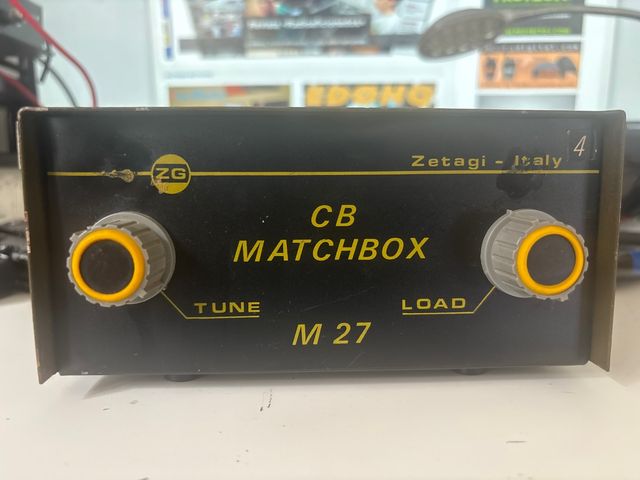 Zetagi - Italy
4
ZG
CB
MATCHBOX
TUNE
LOAD
M 27